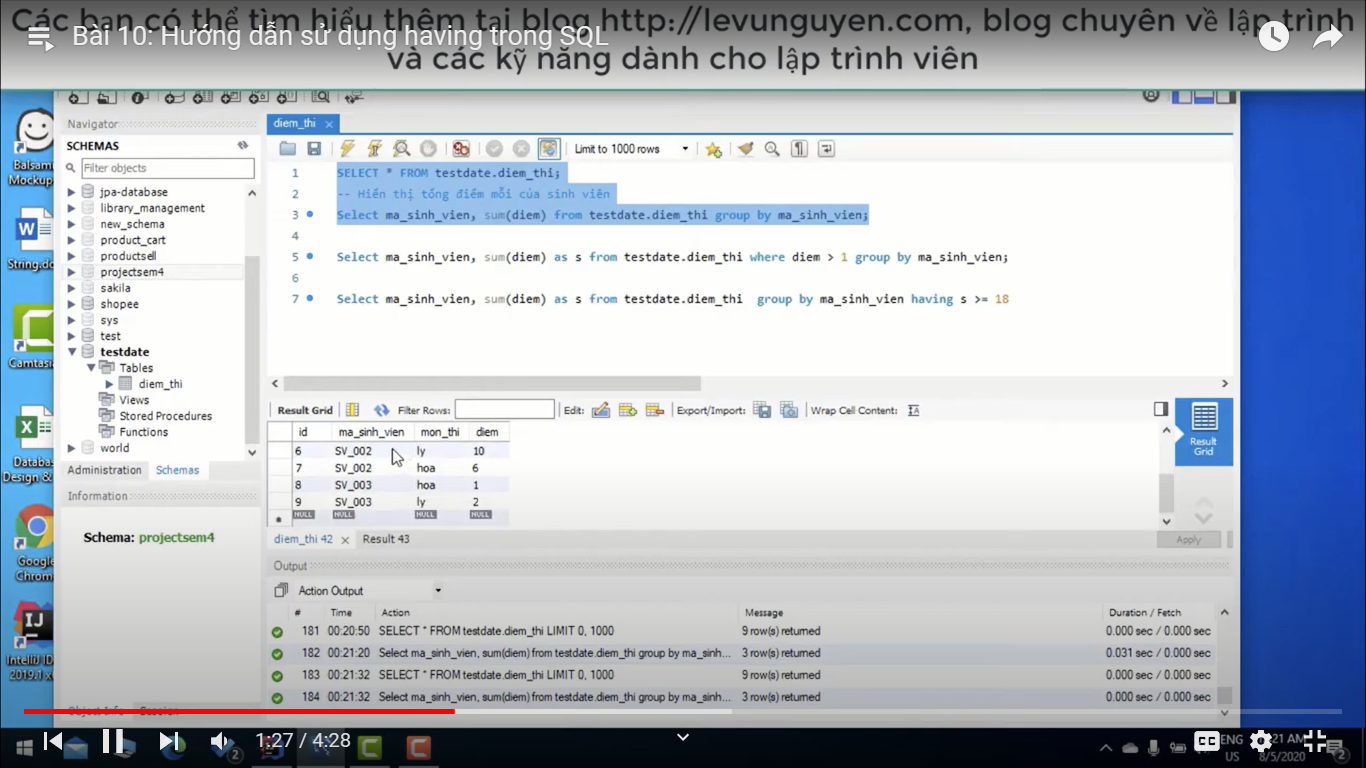 Các bạn có thể tìm hiểu thêm tại blog http://levunguyen.com, blog chuyên về lập trình
và các kỹ năng dành cho lập trình viên
Bài 10: Hướng dẫn sử dụng having trong SQL
Balsam
Mockup
String.do
Camtasi
Databas
Design &
Google
Chrom
IntelliJ ID
2019.1 x
Navigator
SCHEMAS
Filter objects
jpa-database
library_management
new_schema
product_cart
productsell
projectsem4
sakila
shopee
sys
test
testdate
Tables
diem_thi
Views
Stored Procedures
Functions
world
Administration Schemas
Information
Schema: projectsem4
Object Info Session
diem_thi
Limit to 1000 rows
1 SELECT * FROM testdate.diem_thi;
2 -- Hiển thị tổng điểm mỗi của sinh viên
3 Select ma_sinh_vien, sum(diem) from testdate.diem_thi group by ma_sinh_vien;
4
5 Select ma_sinh_vien, sum(diem) as s from testdate.diem_thi where diem > 1 group by ma_sinh_vien;
6
7 Select ma_sinh_vien, sum(diem) as s from testdate.diem_thi  group by ma_sinh_vien having s >= 18
Result Grid Filter Rows: Edit: Export/Import: Wrap Cell Content:
id ma_sinh_vien mon_thi diem
6 SV_002 ly 10
7 SV_002 hoa 6
8 SV_003 hoa 1
9 SV_003 ly 2
NULL NULL NULL NULL
Result
Grid
diem_thi 42 Result 43 Apply
Output
Action Output
# Time Action Message Duration / Fetch
181 00:20:50 SELECT * FROM testdate.diem_thi LIMIT 0, 1000 9 row(s) returned 0.000 sec / 0.000 sec
182 00:21:20 Select ma_sinh_vien, sum(diem) from testdate.diem_thi group by ma_sinh... 3 row(s) returned 0.031 sec / 0.000 sec
183 00:21:32 SELECT * FROM testdate.diem_thi LIMIT 0, 1000 9 row(s) returned 0.000 sec / 0.000 sec
184 00:21:32 Select ma_sinh_vien, sum(diem) from testdate.diem_thi group by ma_sinh... 3 row(s) returned 0.000 sec / 0.000 sec
1:27 / 4:28
2
CC
ENG
US
21 AM
8/5/2020
2